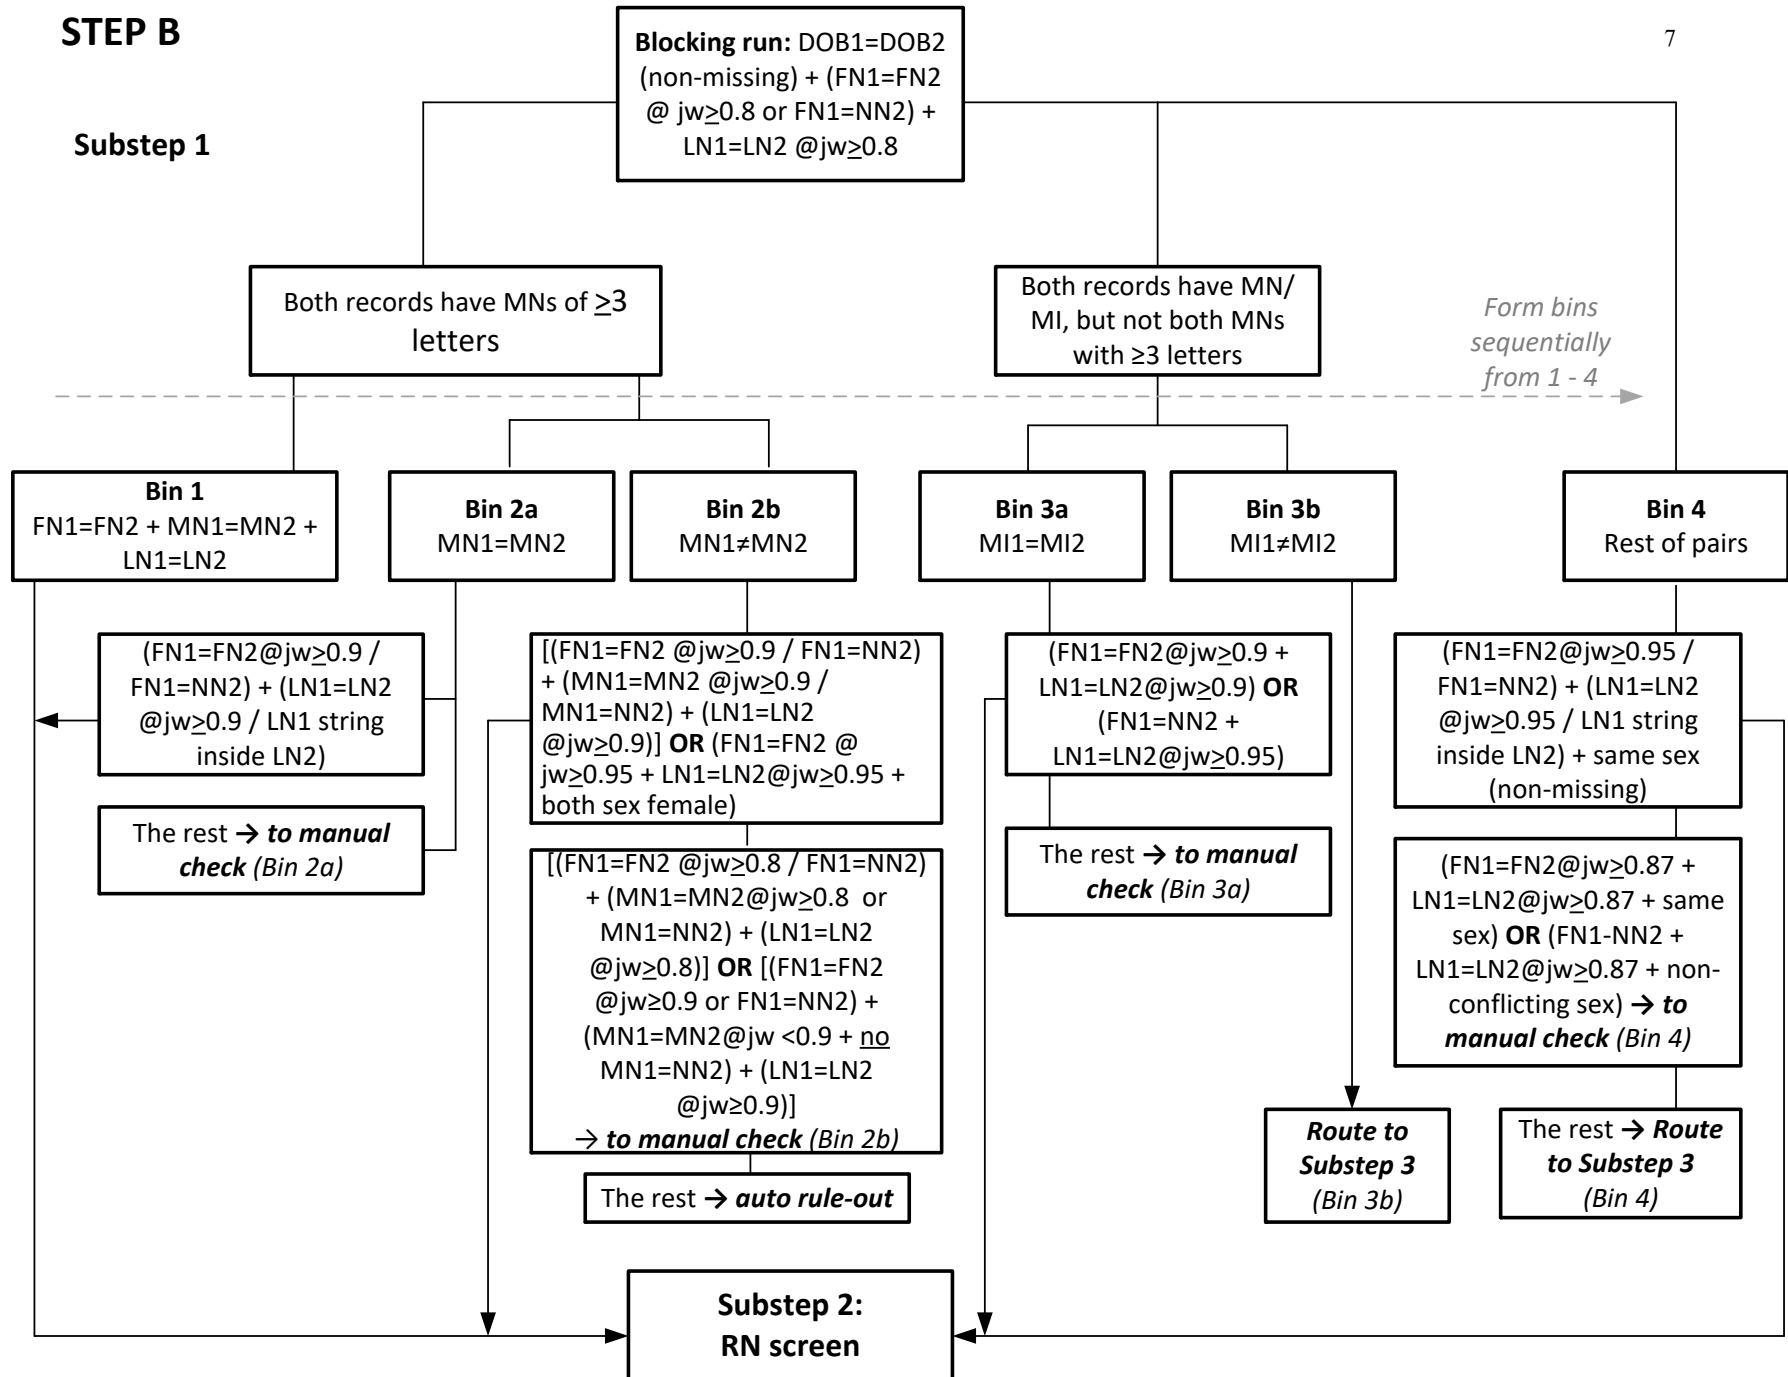 STEP B
7
Substep 1
Blocking run: DOB1=DOB2
(non-missing) + (FN1=FN2
@ jw≥0.8 or FN1=NN2) +
LN1=LN2 @jw≥0.8
Both records have MNs of ≥3
letters
Both records have MN/
MI, but not both MNs
with ≥3 letters
Form bins
sequentially
from 1 - 4
Bin 1
FN1=FN2 + MN1=MN2 +
LN1=LN2
Bin 2a
MN1=MN2
Bin 2b
MN1≠MN2
Bin 3a
MI1=MI2
Bin 3b
MI1≠MI2
Bin 4
Rest of pairs
(FN1=FN2@jw≥0.9 /
FN1=NN2) + (LN1=LN2
@jw≥0.9 / LN1 string
inside LN2)
The rest → to manual
check (Bin 2a)
[(FN1=FN2 @jw≥0.9 / FN1=NN2)
+ (MN1=MN2 @jw≥0.9 /
MN1=NN2) + (LN1=LN2
@jw≥0.9)] OR (FN1=FN2 @
jw≥0.95 + LN1=LN2@jw≥0.95 +
both sex female)
[(FN1=FN2 @jw≥0.8 / FN1=NN2)
+ (MN1=MN2@jw≥0.8 or
MN1=NN2) + (LN1=LN2
@jw≥0.8)] OR [(FN1=FN2
@jw≥0.9 or FN1=NN2) +
(MN1=MN2@jw <0.9 + no
MN1=NN2) + (LN1=LN2
@jw≥0.9)]
→ to manual check (Bin 2b)
The rest → auto rule-out
(FN1=FN2@jw≥0.9 +
LN1=LN2@jw≥0.9) OR
(FN1=NN2 +
LN1=LN2@jw≥0.95)
The rest → to manual
check (Bin 3a)
Route to
Substep 3
(Bin 3b)
(FN1=FN2@jw≥0.95 /
FN1=NN2) + (LN1=LN2
@jw≥0.95 / LN1 string
inside LN2) + same sex
(non-missing)
(FN1=FN2@jw≥0.87 +
LN1=LN2@jw≥0.87 + same
sex) OR (FN1-NN2 +
LN1=LN2@jw≥0.87 + non-
conflicting sex) → to
manual check (Bin 4)
The rest → Route
to Substep 3
(Bin 4)
Substep 2:
RN screen